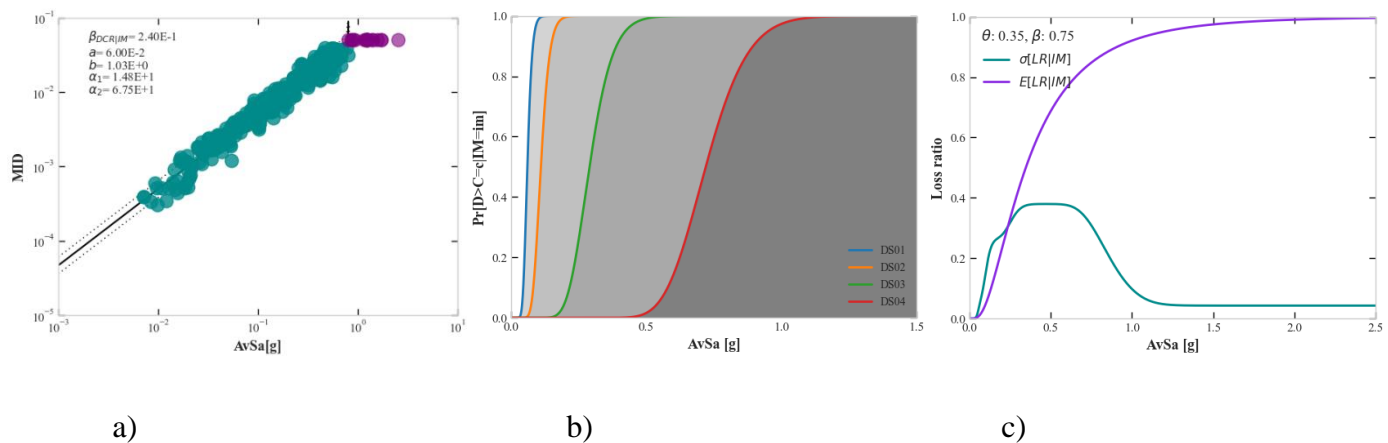 10⁻¹
10⁻²
10⁻³
10⁻⁴
10⁻⁵
MID
β_DCR|IM = 2.40E-1
a = 6.00E-2
b = 1.03E+0
α₁ = 1.48E+1
α₂ = 6.75E+1
10⁻³ 10⁻² 10⁻¹ 10⁰ 10¹
AvSa[g]
1.0
0.8
0.6
0.4
0.2
0.0
Pr[D>C=c|IM=im]
DS01
DS02
DS03
DS04
0.0 0.5 1.0 1.5
AvSa [g]
1.0
0.8
0.6
0.4
0.2
0.0
Loss ratio
θ: 0.35, β: 0.75
σ[LR|IM]
E[LR|IM]
0.0 0.5 1.0 1.5 2.0 2.5
AvSa [g]
a) b) c)